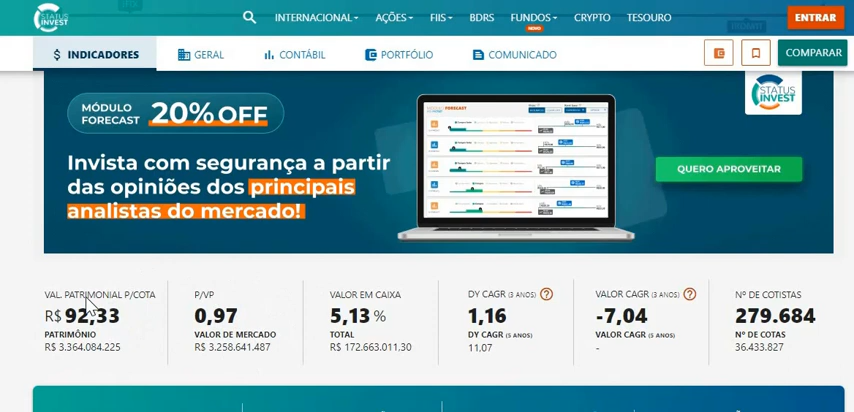 STATUS INVEST
INTERNACIONAL AÇÕES FIIS BDRS FUNDOS CRYPTO TESOURO ENTRAR
NEWS
INDICADORES GERAL CONTÁBIL PORTFÓLIO COMUNICADO COMPARAR
MÓDULO FORECAST 20% OFF
STATUS INVEST
Invista com segurança a partir
das opiniões dos principais
analistas do mercado!
QUERO APROVEITAR
VAL. PATRIMONIAL P/COTA P/VP VALOR EM CAIXA DY CAGR (3 ANOS) ? VALOR CAGR (3 ANOS) ? Nº DE COTISTAS
R$ 92,33 0,97 5,13 % 1,16 -7,04 279.684
PATRIMÔNIO VALOR DE MERCADO TOTAL DY CAGR (5 ANOS) VALOR CAGR (5 ANOS) Nº DE COTAS
R$ 3.364.084.225 R$ 3.258.641.487 R$ 172.663.011,30 11,07 - 36.433.827